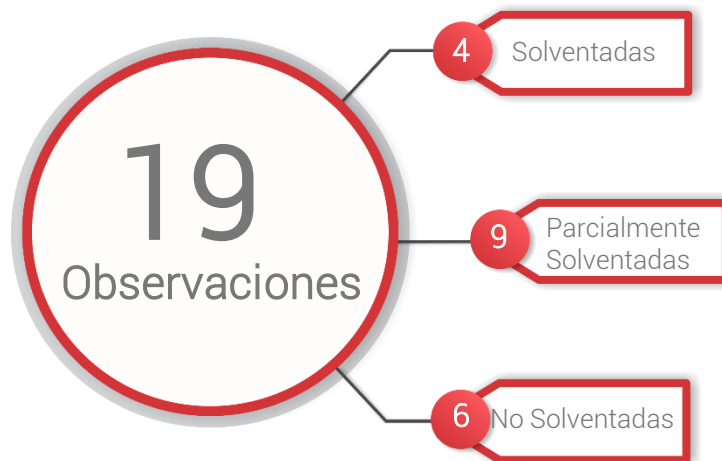 19
Observaciones
4
Solventadas
9
Parcialmente
Solventadas
6
No Solventadas